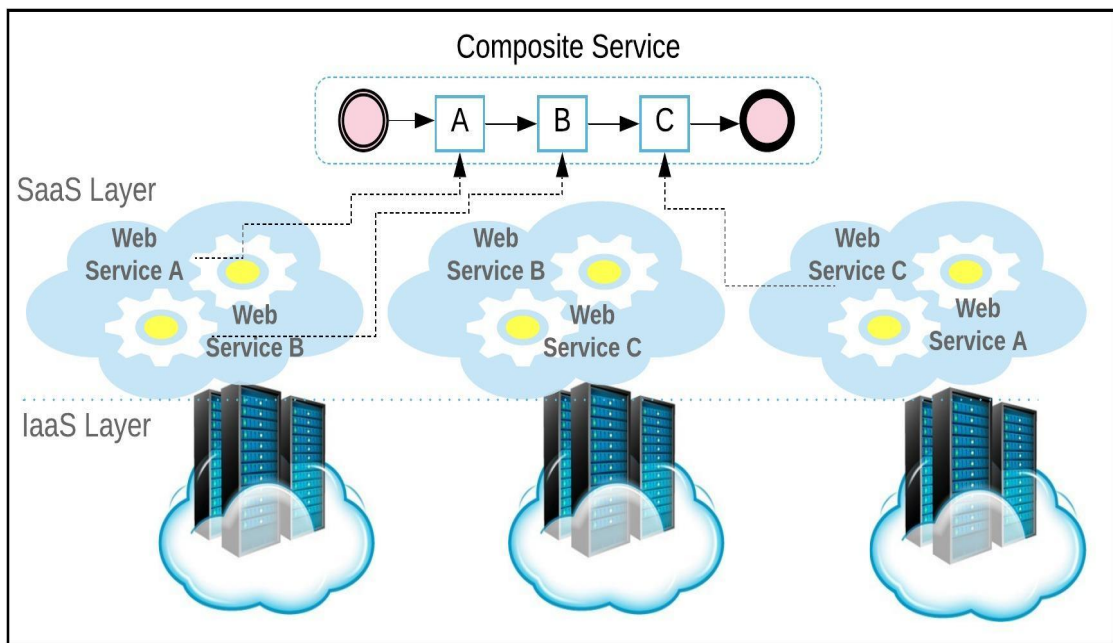 Composite Service
A B C
SaaS Layer
Web
Service A
Web
Service B
Web
Service B
Web
Service C
Web
Service C
Web
Service A
IaaS Layer